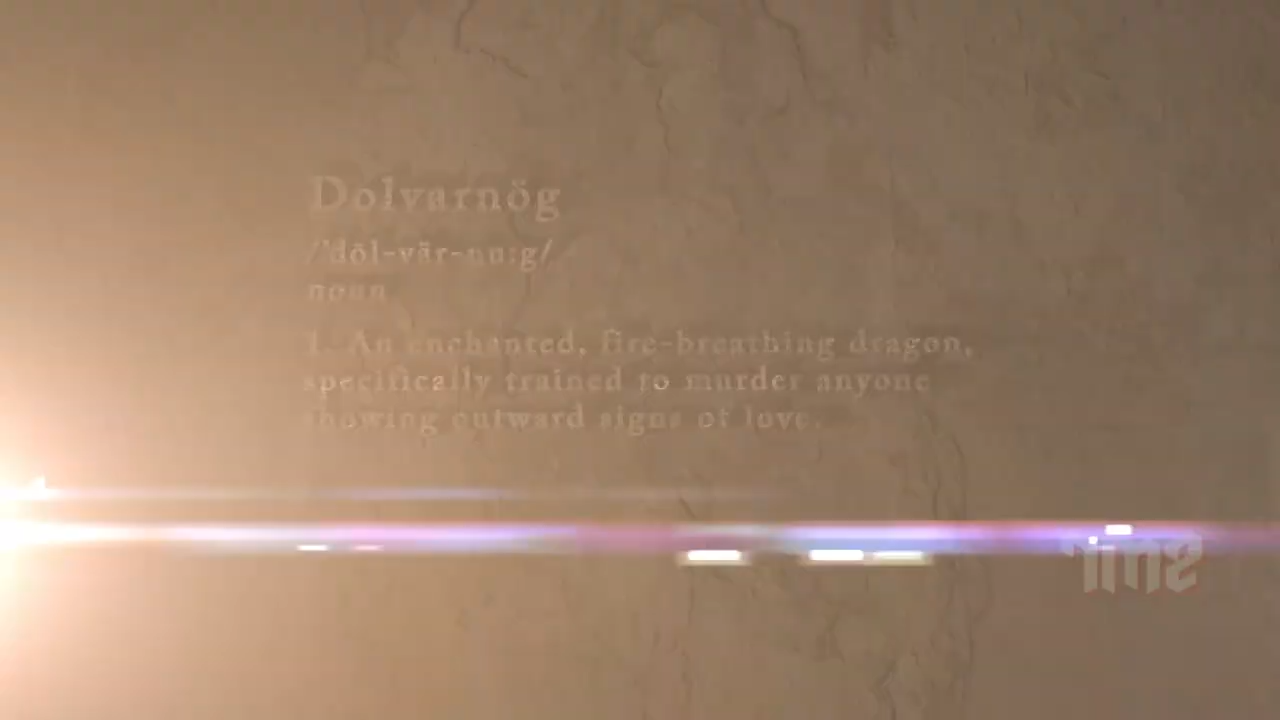 Dolvarnög
/'dōl-vär-nu:g/
noun
1. An enchanted, fire-breathing dragon,
specifically trained to murder anyone
showing outward signs of love.